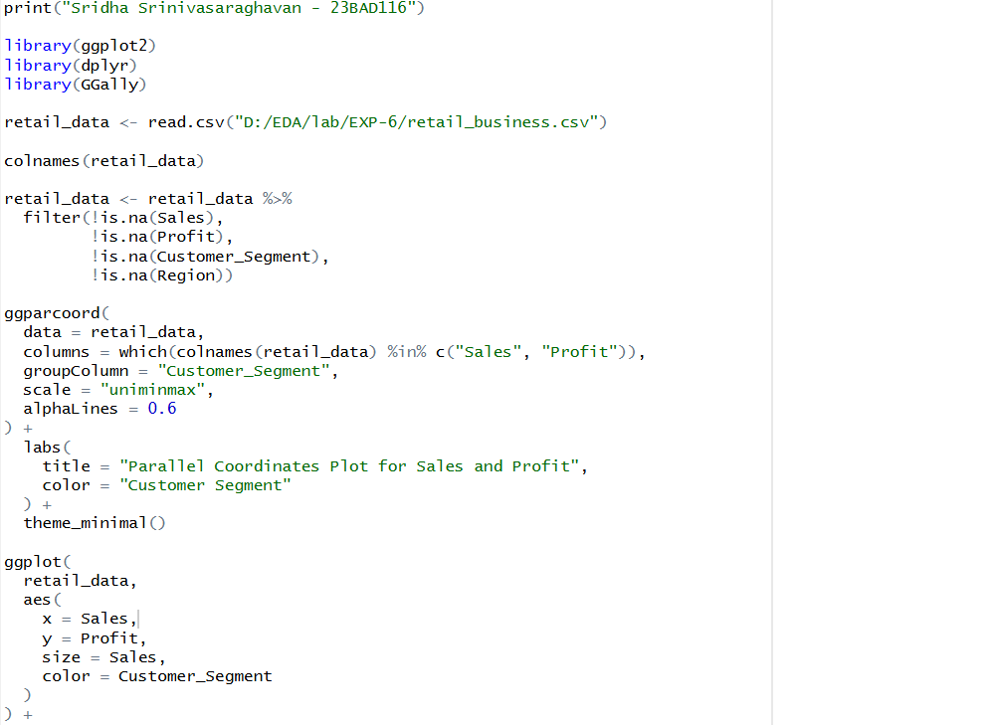 print("Sridha Srinivasaraghavan - 23BAD116")
library(ggplot2)
library(dplyr)
library(GGally)
retail_data <- read.csv("D:/EDA/lab/EXP-6/retail_business.csv")
colnames(retail_data)
retail_data <- retail_data %>%
  filter(!is.na(Sales),
         !is.na(Profit),
         !is.na(Customer_Segment),
         !is.na(Region))
ggparcoord(
  data = retail_data,
  columns = which(colnames(retail_data) %in% c("Sales", "Profit")),
  groupColumn = "Customer_Segment",
  scale = "uniminmax",
  alphaLines = 0.6
) +
  labs(
    title = "Parallel Coordinates Plot for Sales and Profit",
    color = "Customer Segment"
  ) +
  theme_minimal()
ggplot(
  retail_data,
  aes(
    x = Sales,
    y = Profit,
    size = Sales,
    color = Customer_Segment
  )
) +